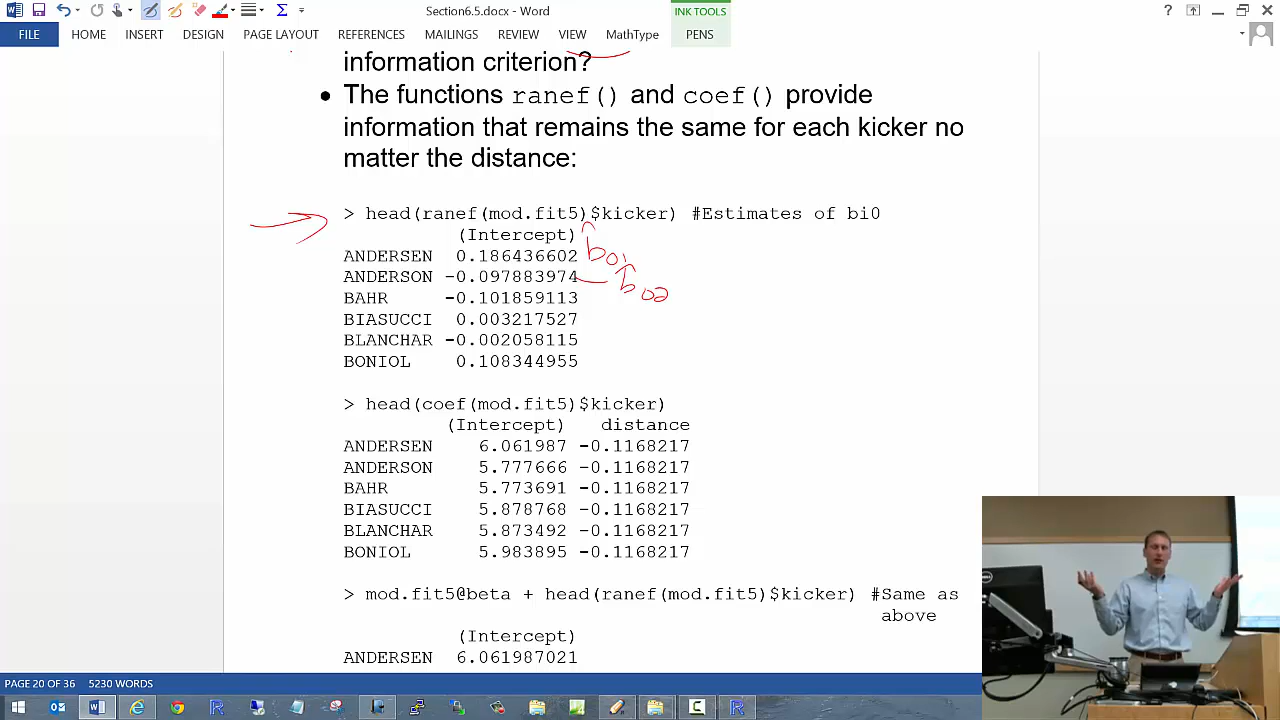 Section6.5.docx - Word
INK TOOLS
FILE HOME INSERT DESIGN PAGE LAYOUT REFERENCES MAILINGS REVIEW VIEW MathType PENS
information criterion?
• The functions ranef() and coef() provide
information that remains the same for each kicker no
matter the distance:
> head(ranef(mod.fit5)$kicker) #Estimates of bi0
(Intercept)
ANDERSEN 0.186436602 b01
ANDERSON -0.097883974 b02
BAHR -0.101859113
BIASUCCI 0.003217527
BLANCHAR -0.002058115
BONIOL 0.108344955
> head(coef(mod.fit5)$kicker)
(Intercept) distance
ANDERSEN 6.061987 -0.1168217
ANDERSON 5.777666 -0.1168217
BAHR 5.773691 -0.1168217
BIASUCCI 5.878768 -0.1168217
BLANCHAR 5.873492 -0.1168217
BONIOL 5.983895 -0.1168217
> mod.fit5@beta + head(ranef(mod.fit5)$kicker) #Same as
above
(Intercept)
ANDERSEN 6.061987021
PAGE 20 OF 36 5230 WORDS